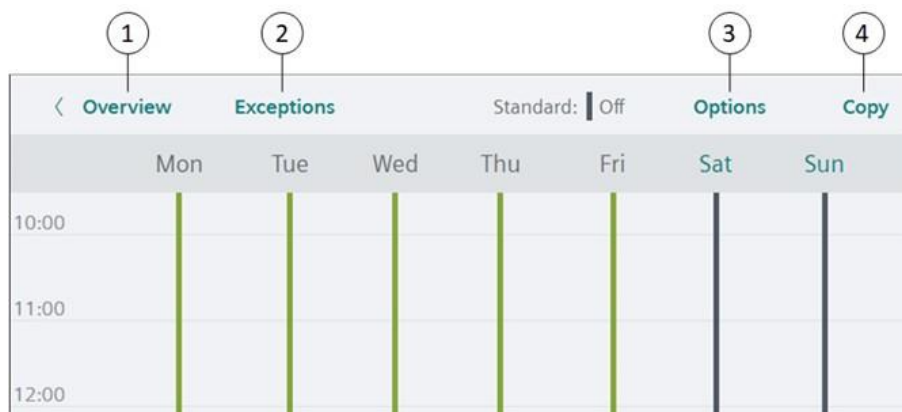 1 2 3 4
Overview Exceptions Standard: Off Options Copy
Mon Tue Wed Thu Fri Sat Sun
10:00
11:00
12:00